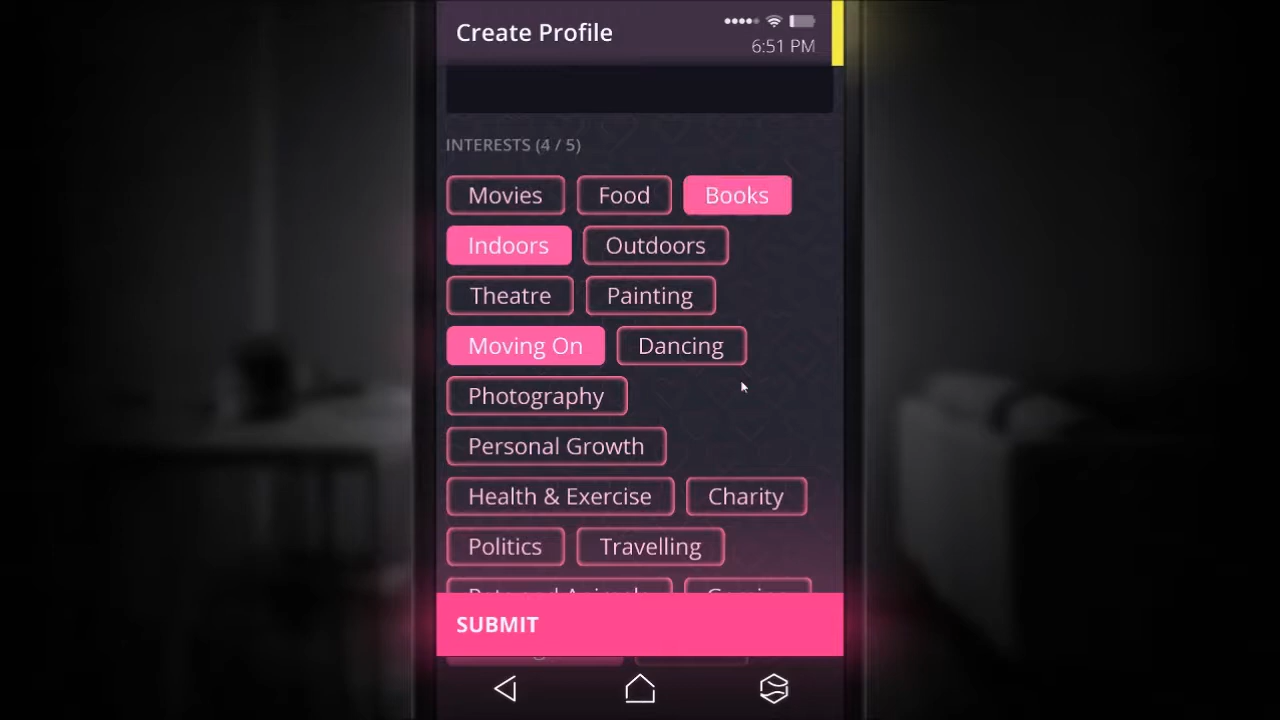 Create Profile
6:51 PM
INTERESTS (4 / 5)
Movies Food Books
Indoors Outdoors
Theatre Painting
Moving On Dancing
Photography
Personal Growth
Health & Exercise Charity
Politics Travelling
SUBMIT